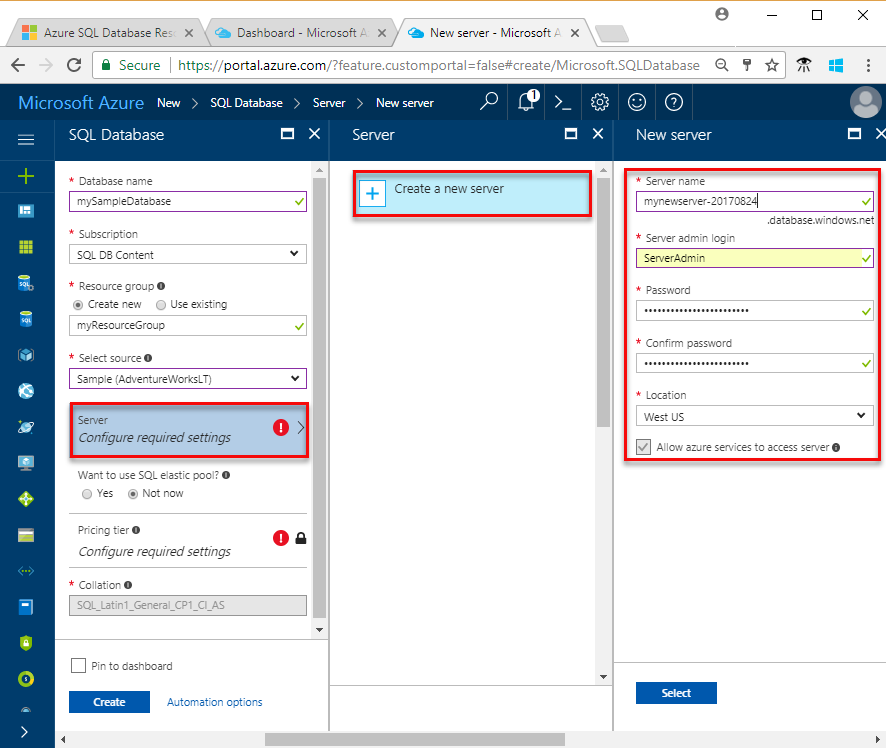 Azure SQL Database Res
Dashboard - Microsoft A
New server - Microsoft A
Secure
https://portal.azure.com/?feature.customportal=false#create/Microsoft.SQLDatabase
Microsoft Azure New > SQL Database > Server > New server
1
SQL Database
* Database name
mySampleDatabase
* Subscription
SQL DB Content
* Resource group
Create new Use existing
myResourceGroup
* Select source
Sample (AdventureWorksLT)
Server
Configure required settings
Want to use SQL elastic pool?
Yes Not now
Pricing tier
Configure required settings
* Collation
SQL_Latin1_General_CP1_CI_AS
Pin to dashboard
Create Automation options
Server
Create a new server
New server
* Server name
mynewserver-20170824
.database.windows.net
* Server admin login
ServerAdmin
* Password
* Confirm password
* Location
West US
Allow azure services to access server
Select